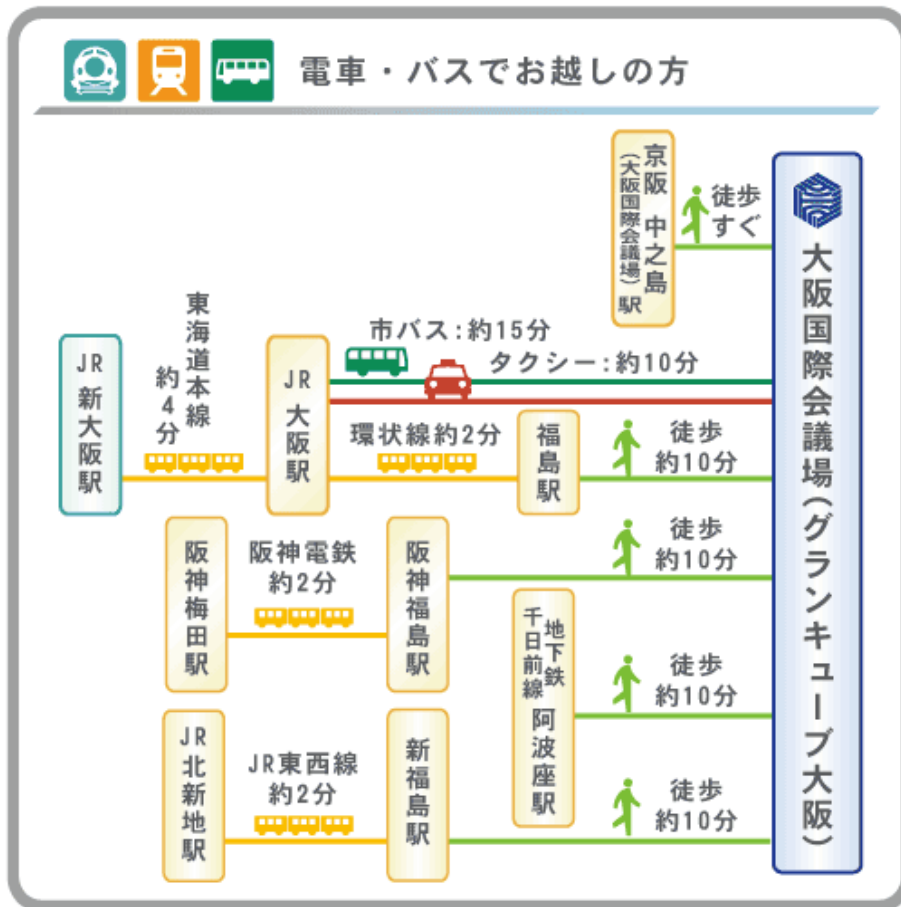 電車・バスでお越しの方
京阪 中之島
(大阪国際会議場)駅
徒歩
すぐ
大阪国際会議場(グランキューブ大阪)
JR 新大阪駅
東海道本線
約4分
JR 大阪駅
市バス:約15分
タクシー:約10分
環状線約2分
福島駅
徒歩
約10分
阪神梅田駅
阪神電鉄
約2分
阪神福島駅
徒歩
約10分
地下鉄
千日前線
阿波座駅
徒歩
約10分
JR 北新地駅
JR東西線
約2分
新福島駅
徒歩
約10分